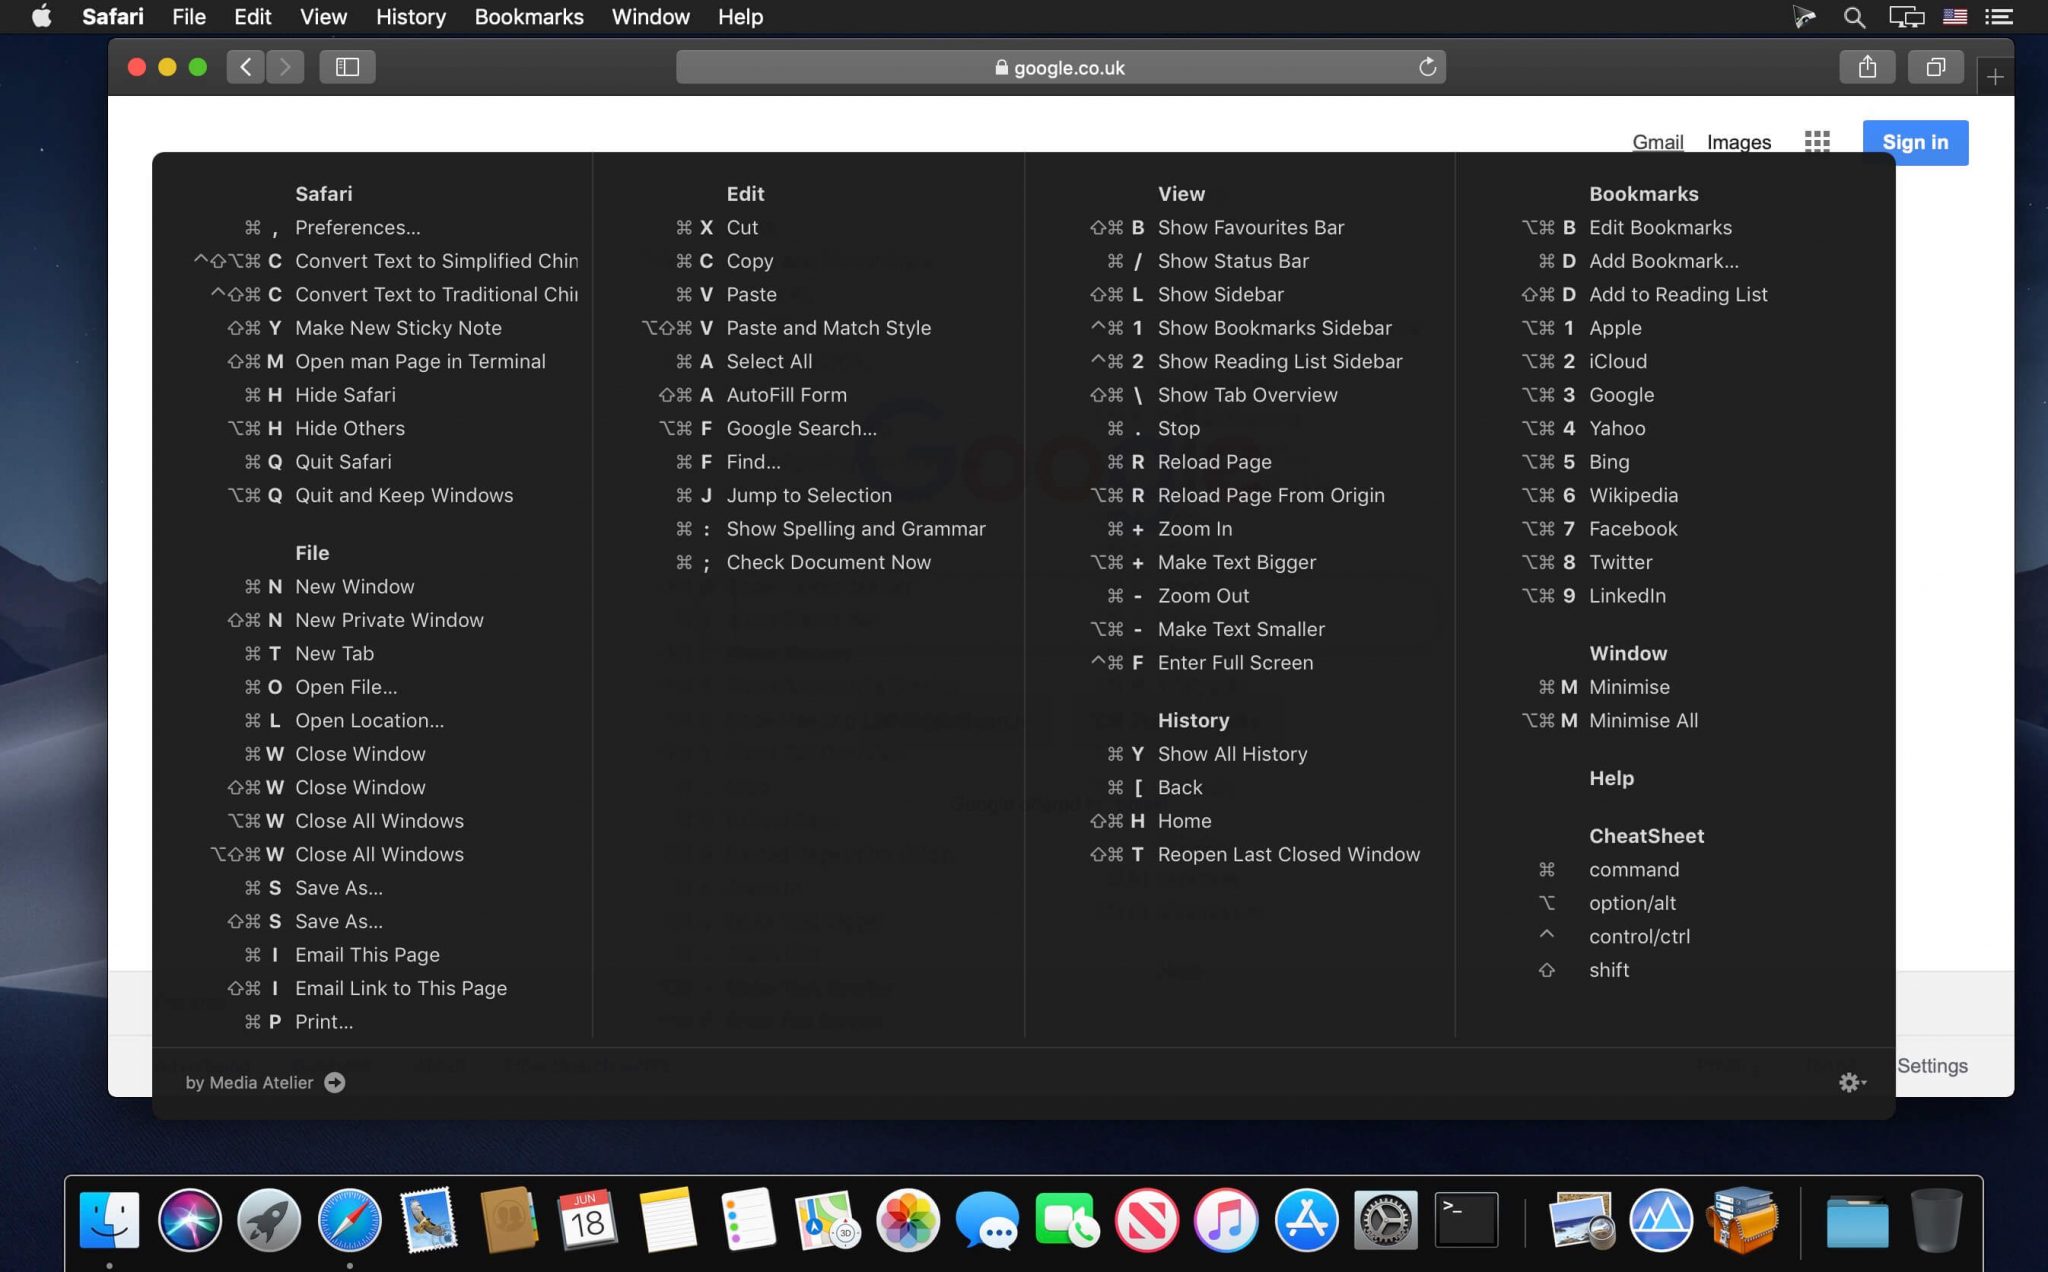 Safari File Edit View History Bookmarks Window Help
google.co.uk
Gmail Images Sign in
Safari
⌘ , Preferences...
^⇧⌥⌘ C Convert Text to Simplified Chin
^⇧⌘ C Convert Text to Traditional Chi
⇧⌘ Y Make New Sticky Note
⇧⌘ M Open man Page in Terminal
⌘ H Hide Safari
⌥⌘ H Hide Others
⌘ Q Quit Safari
⌥⌘ Q Quit and Keep Windows
File
⌘ N New Window
⇧⌘ N New Private Window
⌘ T New Tab
⌘ O Open File...
⌘ L Open Location...
⌘ W Close Window
⇧⌘ W Close Window
⌥⌘ W Close All Windows
⌥⇧⌘ W Close All Windows
⌘ S Save As...
⇧⌘ S Save As...
⌘ I Email This Page
⇧⌘ I Email Link to This Page
⌘ P Print...
Edit
⌘ X Cut
⌘ C Copy
⌘ V Paste
⌥⇧⌘ V Paste and Match Style
⌘ A Select All
⇧⌘ A AutoFill Form
⌥⌘ F Google Search...
⌘ F Find...
⌘ J Jump to Selection
⌘ : Show Spelling and Grammar
⌘ ; Check Document Now
View
⇧⌘ B Show Favourites Bar
⌘ / Show Status Bar
⇧⌘ L Show Sidebar
^⌘ 1 Show Bookmarks Sidebar
^⌘ 2 Show Reading List Sidebar
⇧⌘ \ Show Tab Overview
⌘ . Stop
⌘ R Reload Page
⌥⌘ R Reload Page From Origin
⌘ + Zoom In
⌥⌘ + Make Text Bigger
⌘ - Zoom Out
⌥⌘ - Make Text Smaller
^⌘ F Enter Full Screen
History
⌘ Y Show All History
⌘ [ Back
⇧⌘ H Home
⇧⌘ T Reopen Last Closed Window
Bookmarks
⌥⌘ B Edit Bookmarks
⌘ D Add Bookmark...
⇧⌘ D Add to Reading List
⌥⌘ 1 Apple
⌥⌘ 2 iCloud
⌥⌘ 3 Google
⌥⌘ 4 Yahoo
⌥⌘ 5 Bing
⌥⌘ 6 Wikipedia
⌥⌘ 7 Facebook
⌥⌘ 8 Twitter
⌥⌘ 9 LinkedIn
Window
⌘ M Minimise
⌥⌘ M Minimise All
Help
CheatSheet
⌘ command
⌥ option/alt
^ control/ctrl
⇧ shift
by Media Atelier
Settings
JUN
18
3D
>_